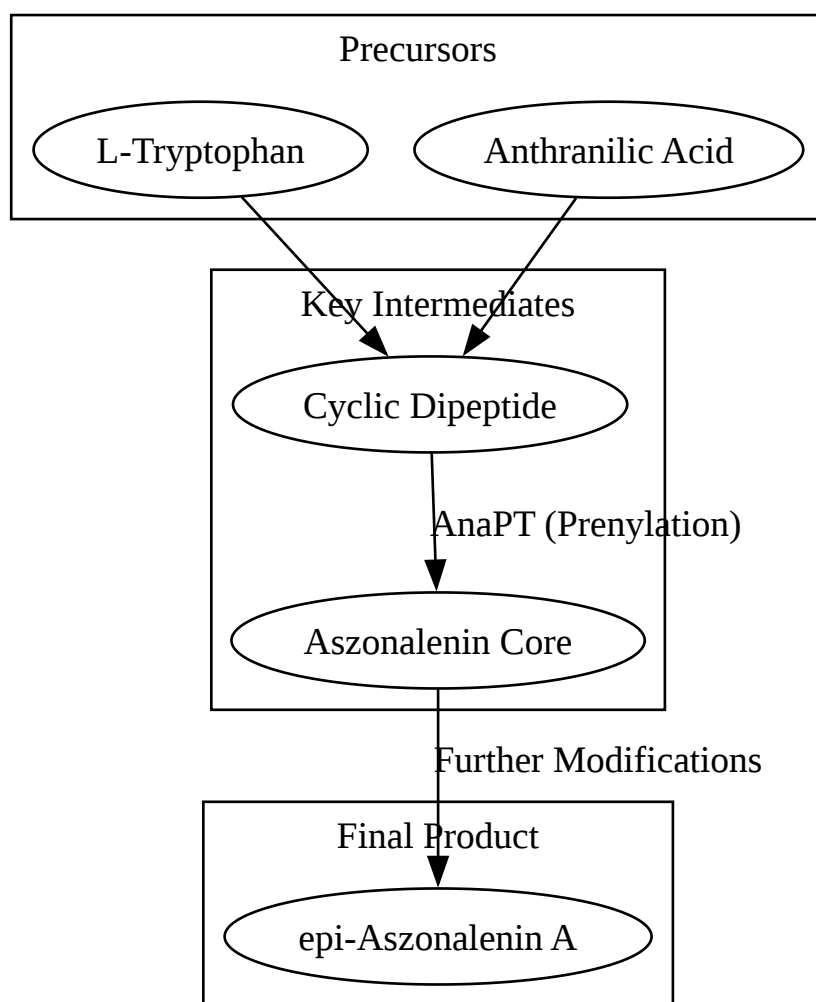 Precursors
L-Tryptophan
Anthranilic Acid
Key Intermediates
Cyclic Dipeptide
AnaPT (Prenylation)
Aszonalenin Core
Further Modifications
Final Product
epi-Aszonalenin A